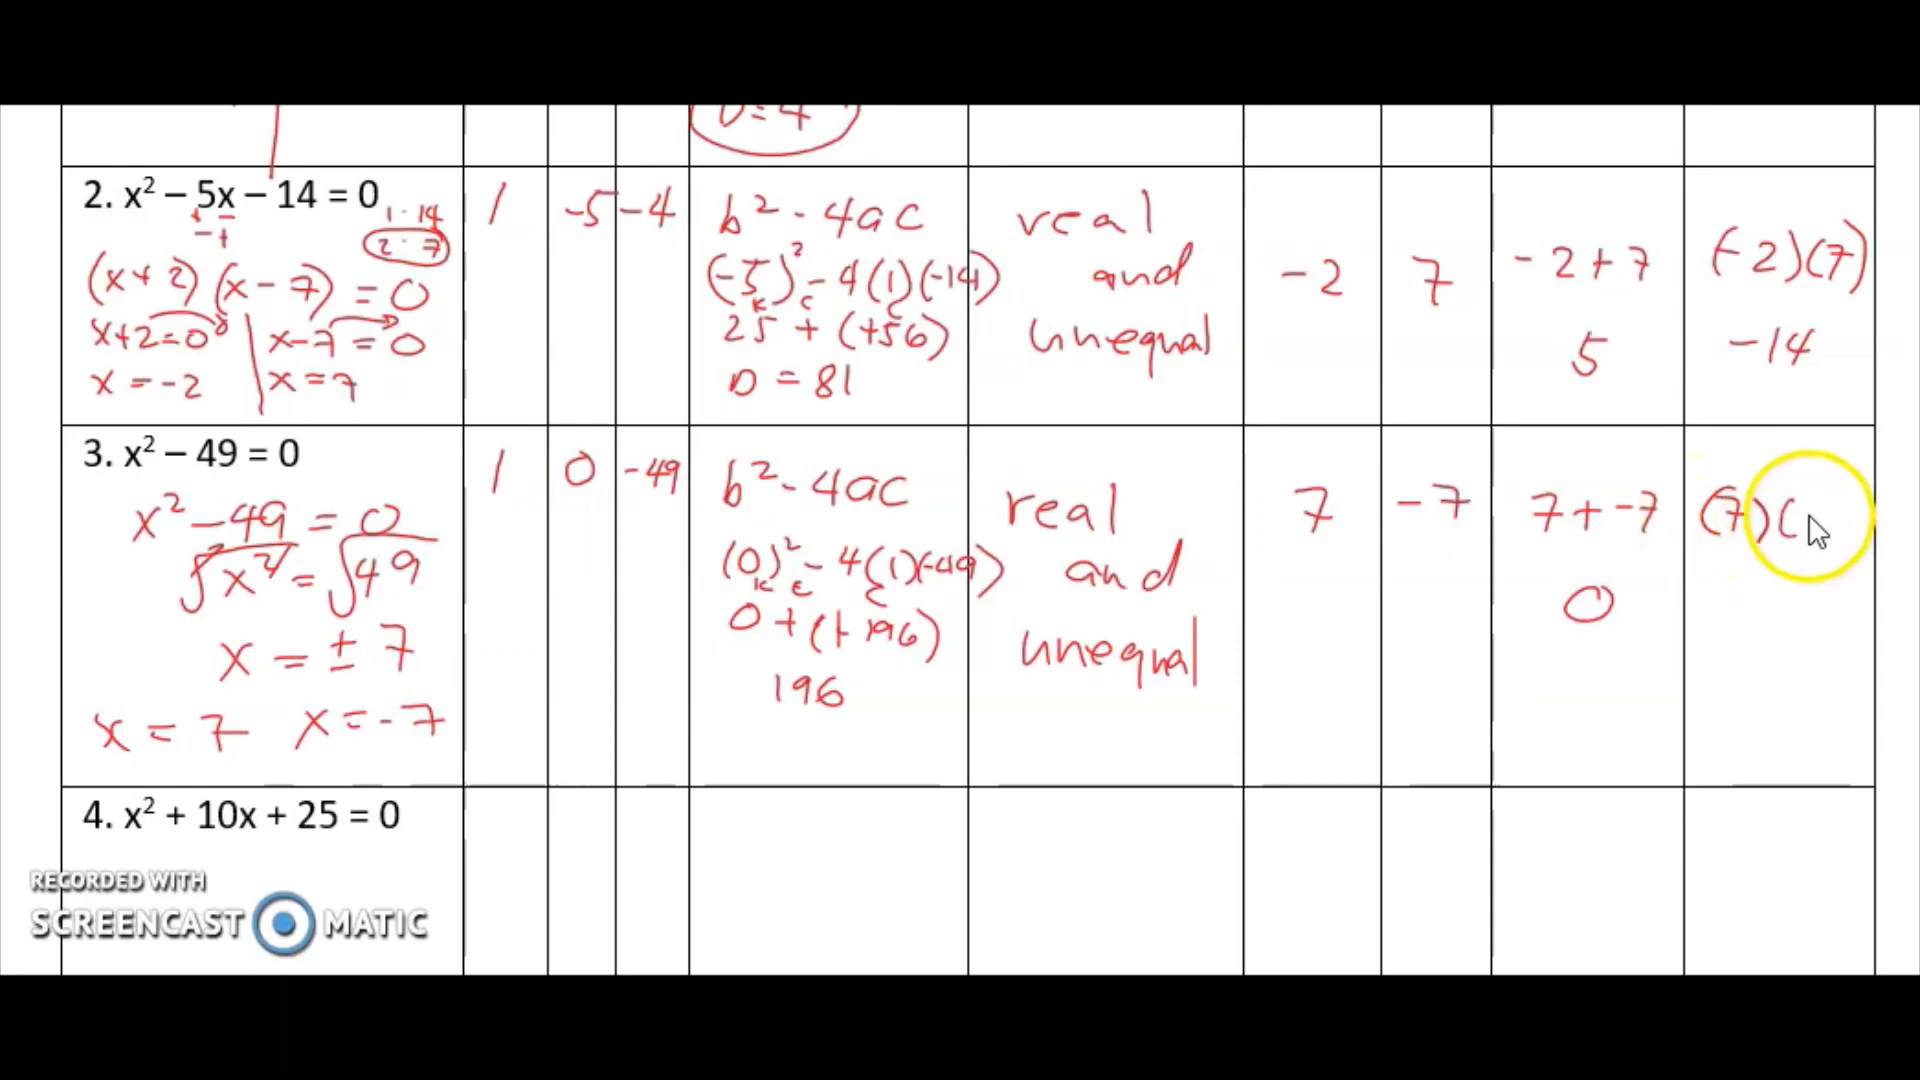 D = 4
2. x² – 5x – 14 = 0
+ –
– +
1 · 14
2 · 7
(x + 2) (x – 7) = 0
x+2=0 x–7=0
x = -2 x = 7
1 -5 -4
b² - 4ac
(-5)² - 4(1)(-14)
K C C
25 + (+56)
D = 81
real
and
unequal
-2 7
-2+7
5
(-2)(7)
-14
3. x² – 49 = 0
x² – 49 = 0
√x² = √49
x = ± 7
x = 7 x = -7
1 0 -49
b² - 4ac
(0)² - 4(1)(-49)
K C C
0 + (+196)
196
real
and
unequal
7 -7
7 + -7
0
(7)(
4. x² + 10x + 25 = 0
RECORDED WITH
SCREENCAST MATIC